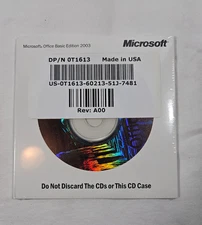 Microsoft Office Basic Edition 2003
Microsoft
DP/N 0T1613 Made in USA
US-0T1613-60213-51J-7481
Rev: A00
Do Not Discard The CDs or This CD Case